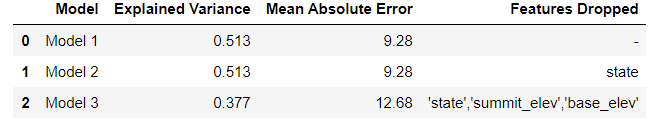 Model Explained Variance Mean Absolute Error Features Dropped
0 Model 1 0.513 9.28 -
1 Model 2 0.513 9.28 state
2 Model 3 0.377 12.68 'state','summit_elev','base_elev'